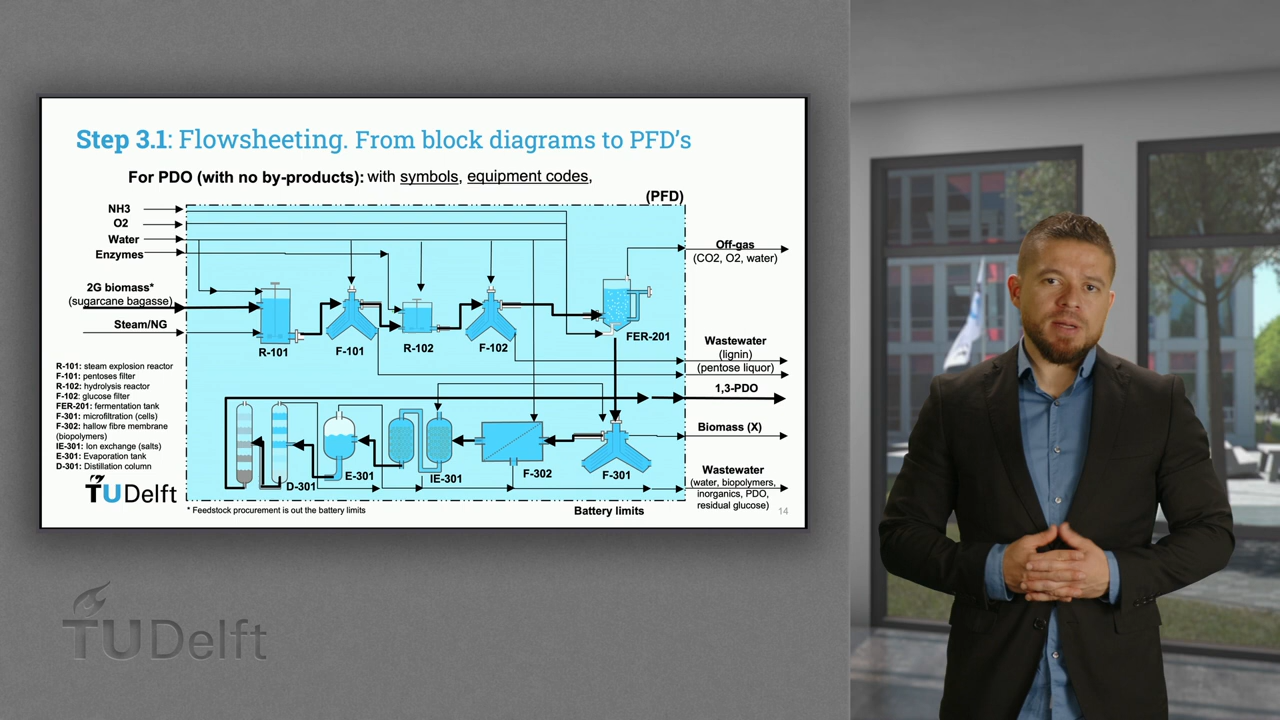 Step 3.1: Flowsheeting. From block diagrams to PFD's
For PDO (with no by-products): with symbols, equipment codes,
(PFD)
NH3
O2
Water
Enzymes
2G biomass*
(sugarcane bagasse)
Steam/NG
R-101
F-101
R-102
F-102
FER-201
Off-gas
(CO2, O2, water)
Wastewater
(lignin)
(pentose liquor)
1,3-PDO
Biomass (X)
Wastewater
(water, biopolymers,
inorganics, PDO,
residual glucose)
R-101: steam explosion reactor
F-101: pentoses filter
R-102: hydrolysis reactor
F-102: glucose filter
FER-201: fermentation tank
F-301: microfiltration (cells)
F-302: hallow fibre membrane
(biopolymers)
IE-301: Ion exchange (salts)
E-301: Evaporation tank
D-301: Distillation column
D-301
E-301
IE-301
F-302
F-301
TUDelft
* Feedstock procurement is out the battery limits
Battery limits
14
TUDelft